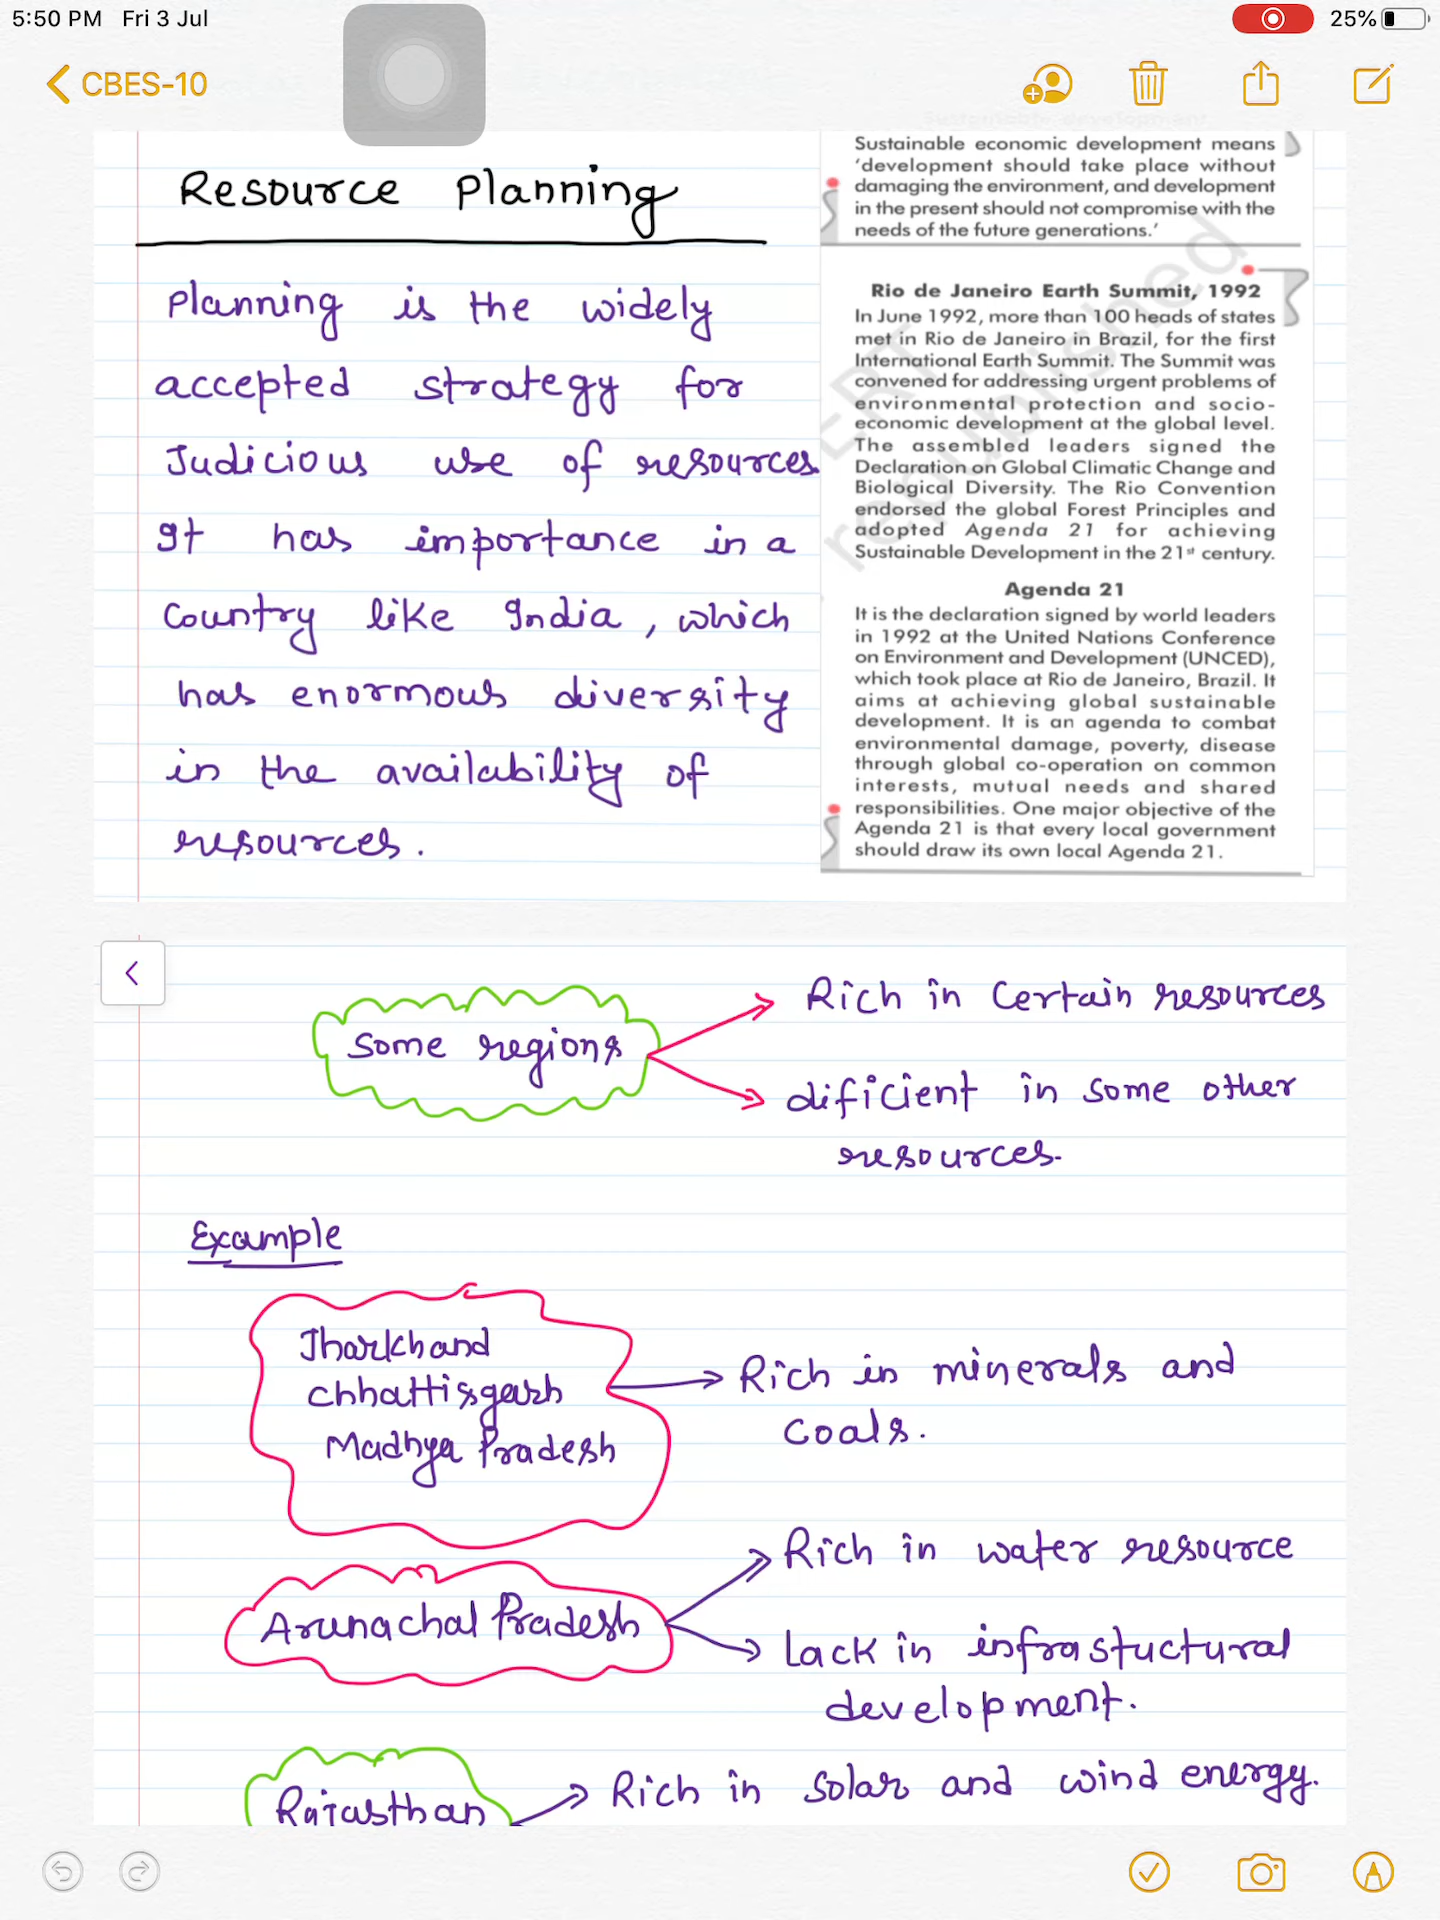 5:50 PM Fri 3 Jul
25%
CBES-10
Resource Planning
Planning is the widely
accepted strategy for
Judicious use of resources
It has importance in a
Country like India, which
has enormous diversity
in the availability of
resources.
Sustainable development
Sustainable economic development means
‘development should take place without
damaging the environment, and development
in the present should not compromise with the
needs of the future generations.’
Rio de Janeiro Earth Summit, 1992
In June 1992, more than 100 heads of states
met in Rio de Janeiro in Brazil, for the first
International Earth Summit. The Summit was
convened for addressing urgent problems of
environmental protection and socio-
economic development at the global level.
The assembled leaders signed the
Declaration on Global Climatic Change and
Biological Diversity. The Rio Convention
endorsed the global Forest Principles and
adopted Agenda 21 for achieving
Sustainable Development in the 21st century.
Agenda 21
It is the declaration signed by world leaders
in 1992 at the United Nations Conference
on Environment and Development (UNCED),
which took place at Rio de Janeiro, Brazil. It
aims at achieving global sustainable
development. It is an agenda to combat
environmental damage, poverty, disease
through global co-operation on common
interests, mutual needs and shared
responsibilities. One major objective of the
Agenda 21 is that every local government
should draw its own local Agenda 21.
republished
Some regions
Rich in Certain resources
dificient in some other
resources.
Example
Jharkhand
Chhattisgarh
Madhya Pradesh
Rich in minerals and
Coals.
Arunachal Pradesh
Rich in water resource
Lack in infrastuctural
development.
Rajasthan
Rich in Solar and wind energy.